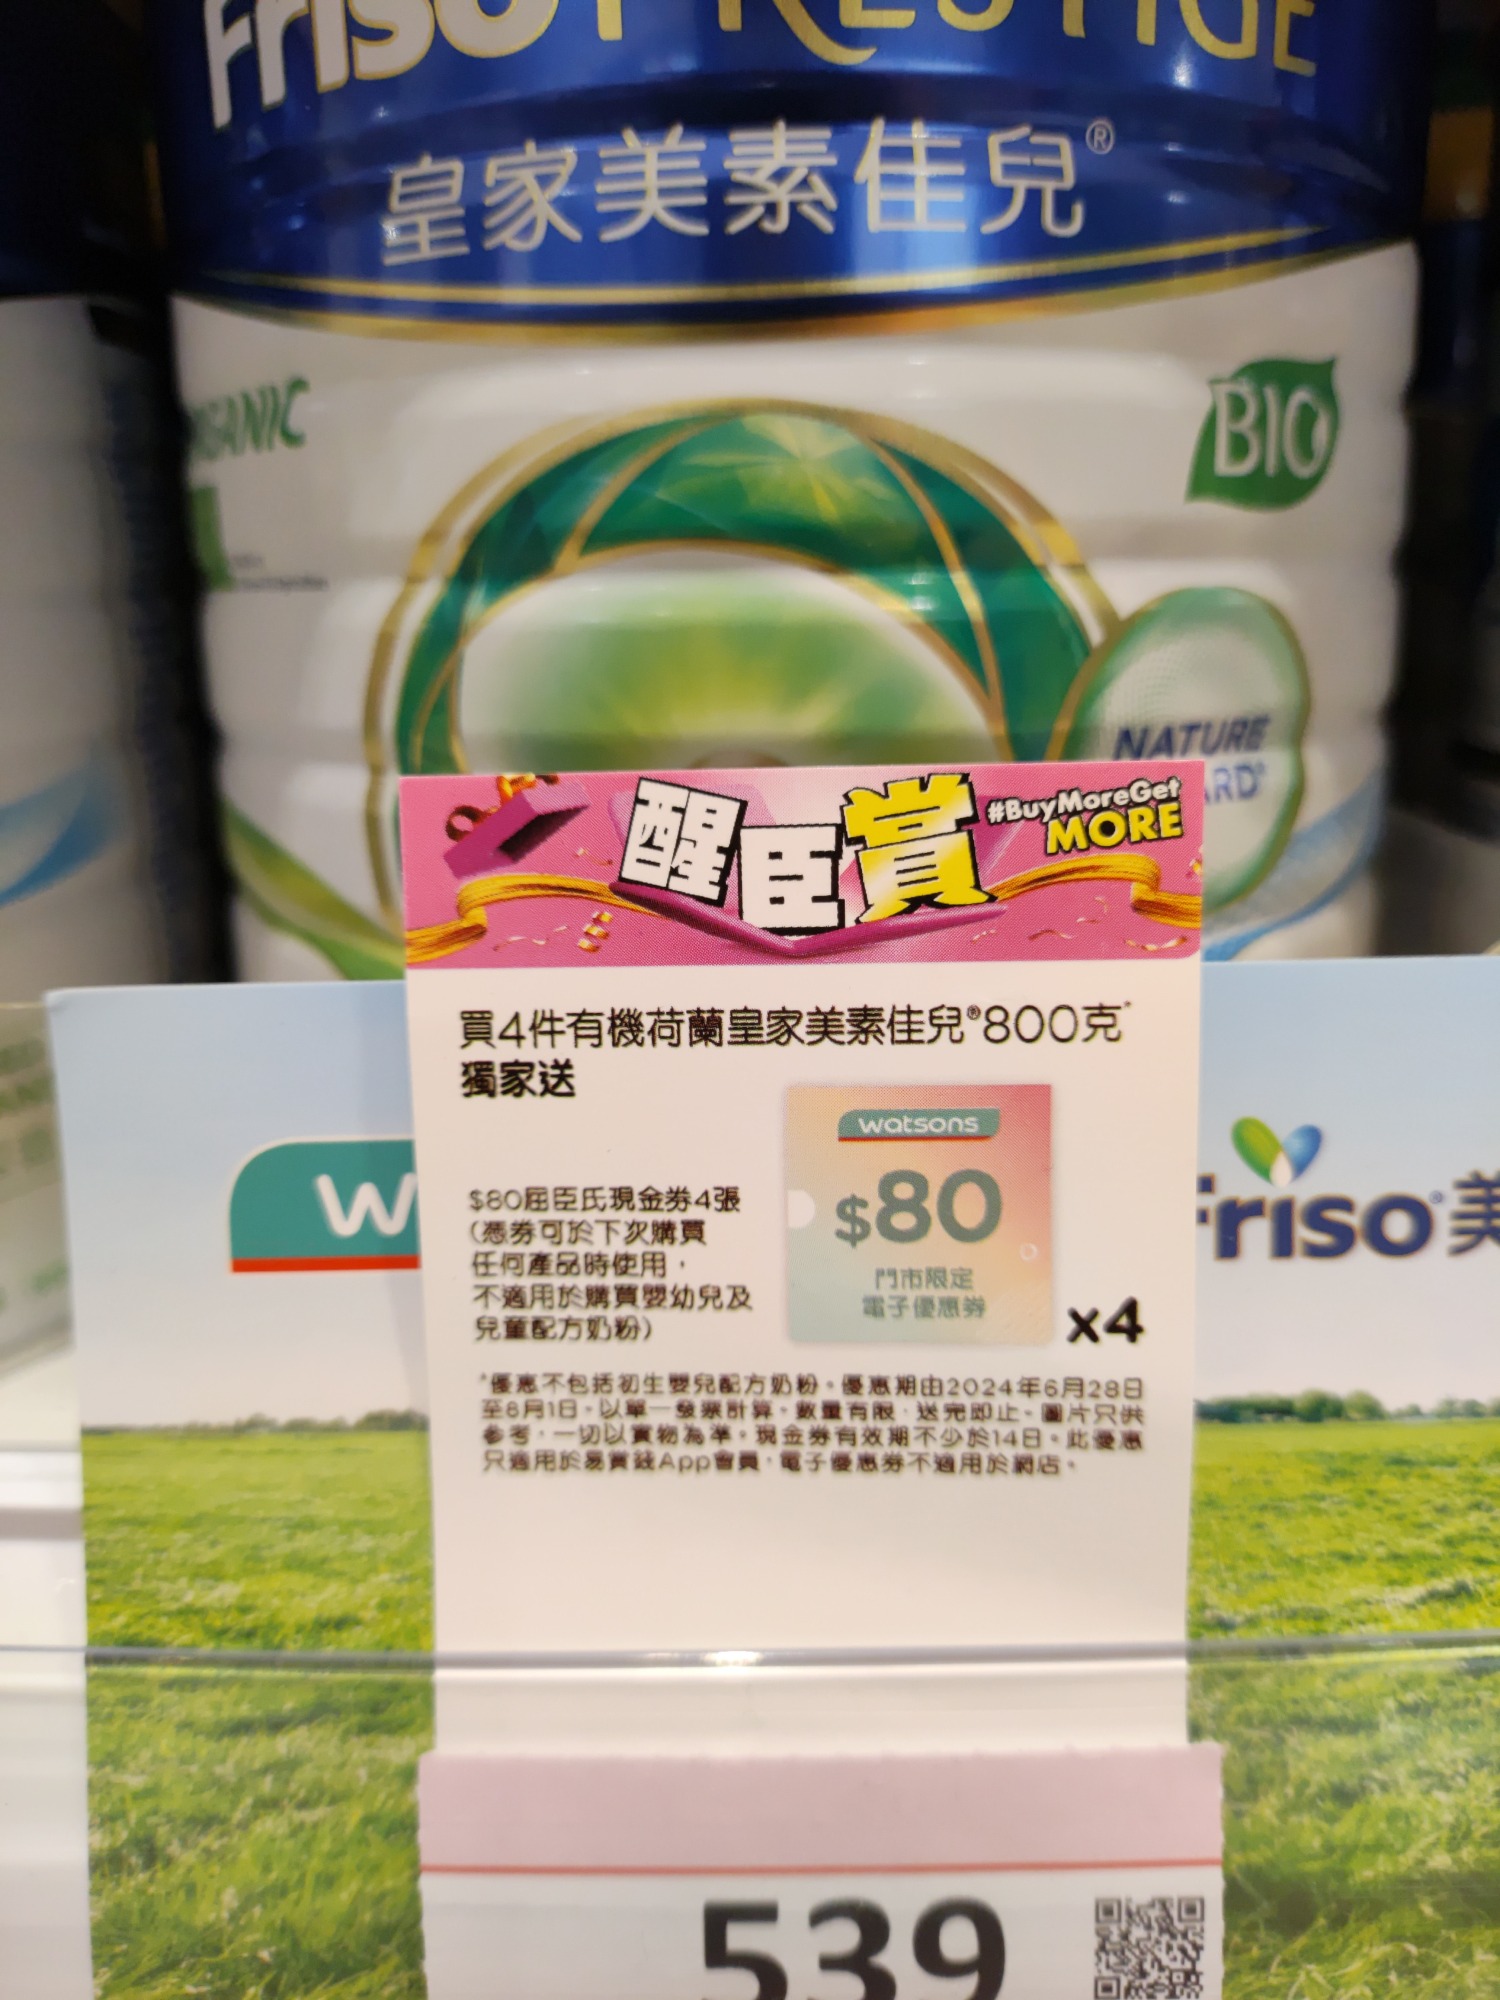 Friso PRESTIGE
皇家美素佳兒®
ORGANIC
BIO
NATURE
ARD®
醒臣賞
#BuyMoreGet
MORE
買4件有機荷蘭皇家美素佳兒®800克*
獨家送
watsons
$80
門市限定
電子優惠券
x4
$80屈臣氏現金券4張
(憑券可於下次購買
任何產品時使用，
不適用於購買嬰幼兒及
兒童配方奶粉)
*優惠不包括初生嬰兒配方奶粉。優惠期由2024年6月28日
至8月1日。以單一發票計算。數量有限，送完即止。圖片只供
參考，一切以實物為準。現金券有效期不少於14日。此優惠
只適用於易賞錢App會員，電子優惠券不適用於網店。
W
Friso®美
539